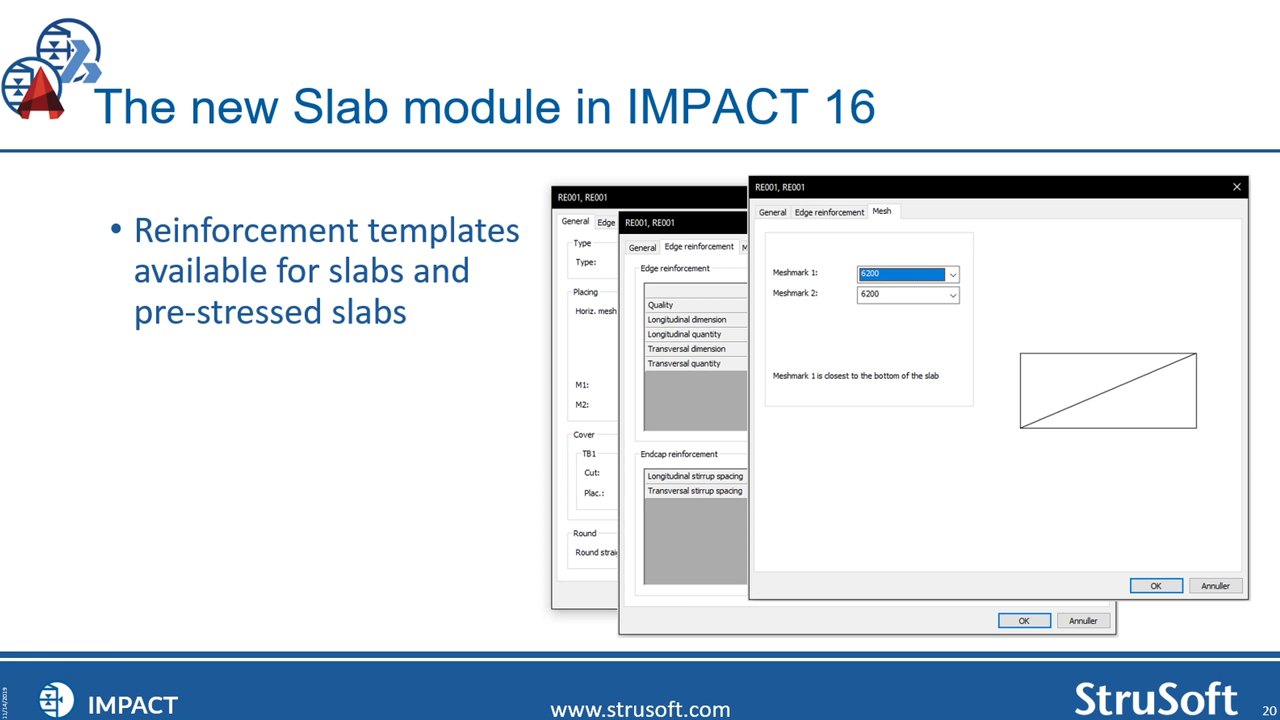 The new Slab module in IMPACT 16
• Reinforcement templates
available for slabs and
pre-stressed slabs
RE001, RE001
General
Edge
Type
Type:
Placing
Horiz. mesh
M1:
M2:
Cover
TB1
Cut:
Plac.:
Round
RE001, RE001
General
Edge reinforcement
M
Edge reinforcement
Quality
Longitudinal dimension
Longitudinal quantity
Transversal dimension
Transversal quantity
Endcap reinforcement
Longitudinal stirrup spacing
Transversal stirrup spacing
OK
Annuller
RE001, RE001
General
Edge reinforcement
Mesh
Meshmark 1:
6200
Meshmark 2:
6200
Meshmark 1 is closest to the bottom of the slab
OK
Annuller
11/14/2019
IMPACT
www.strusoft.com
StruSoft
20